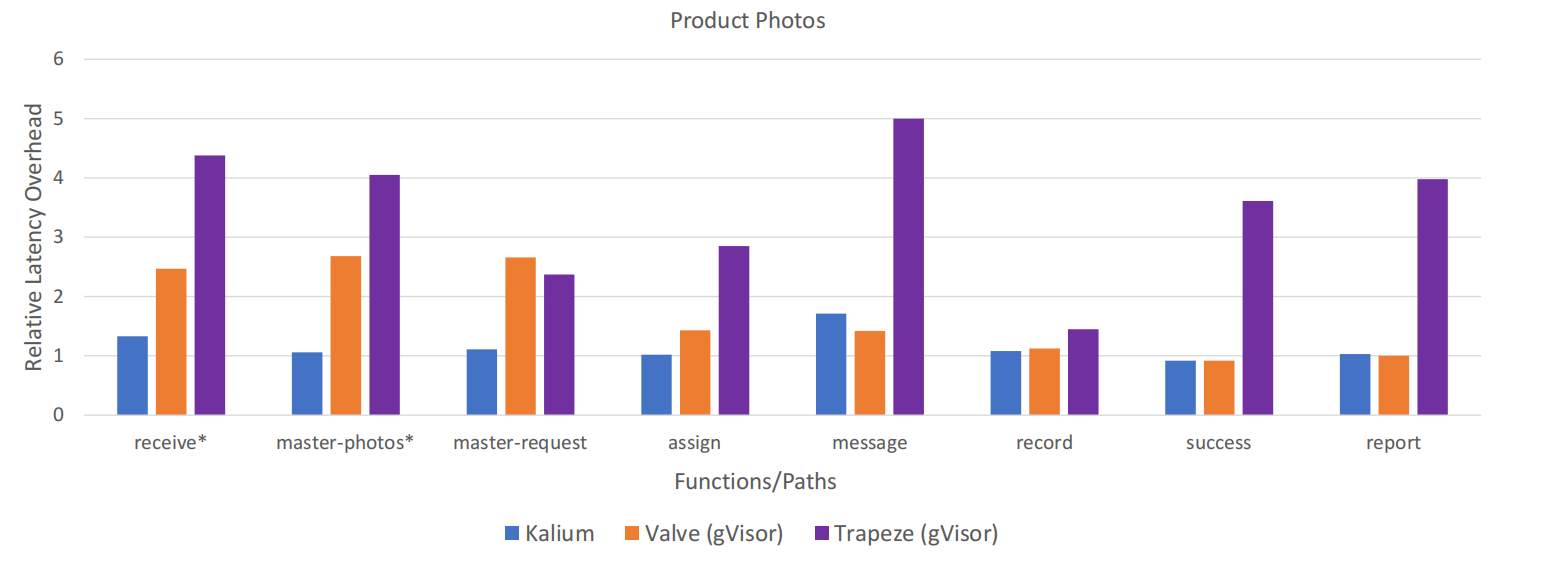 Product Photos
Relative Latency Overhead
6
5
4
3
2
1
0
receive* master-photos* master-request assign message record success report
Functions/Paths
Kalium Valve (gVisor) Trapeze (gVisor)